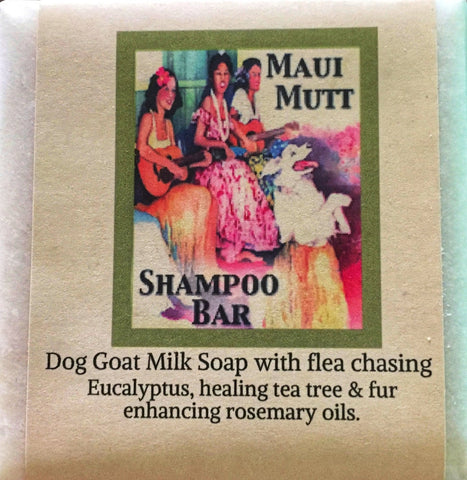 MAUI
MUTT
SHAMPOO
BAR
Dog Goat Milk Soap with flea chasing
Eucalyptus, healing tea tree & fur
enhancing rosemary oils.